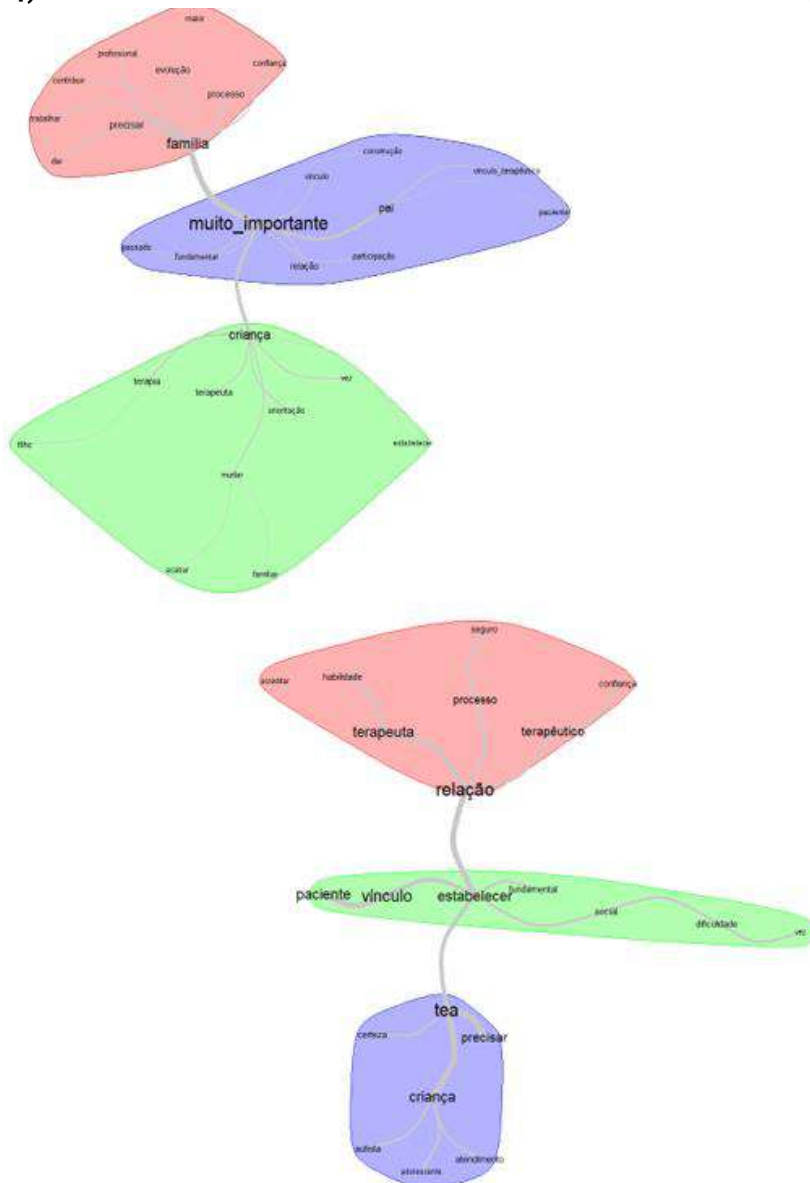 maior
profissional
evolução
confiança
contribuir
processo
trabalhar
precisar
dar
família
construção
vínculo
vínculo_terapêutico
pai
paciente
muito_importante
fundamental
relação
participação
criança
terapia
vez
terapeuta
orientação
filho
estabelecer
mudar
aceitar
familiar
seguro
habilidade
aceitar
confiança
processo
terapeuta
terapêutico
relação
fundamental
paciente
vínculo
estabelecer
social
dificuldade
vez
tea
certeza
precisar
criança
autista
adolescente
atendimento